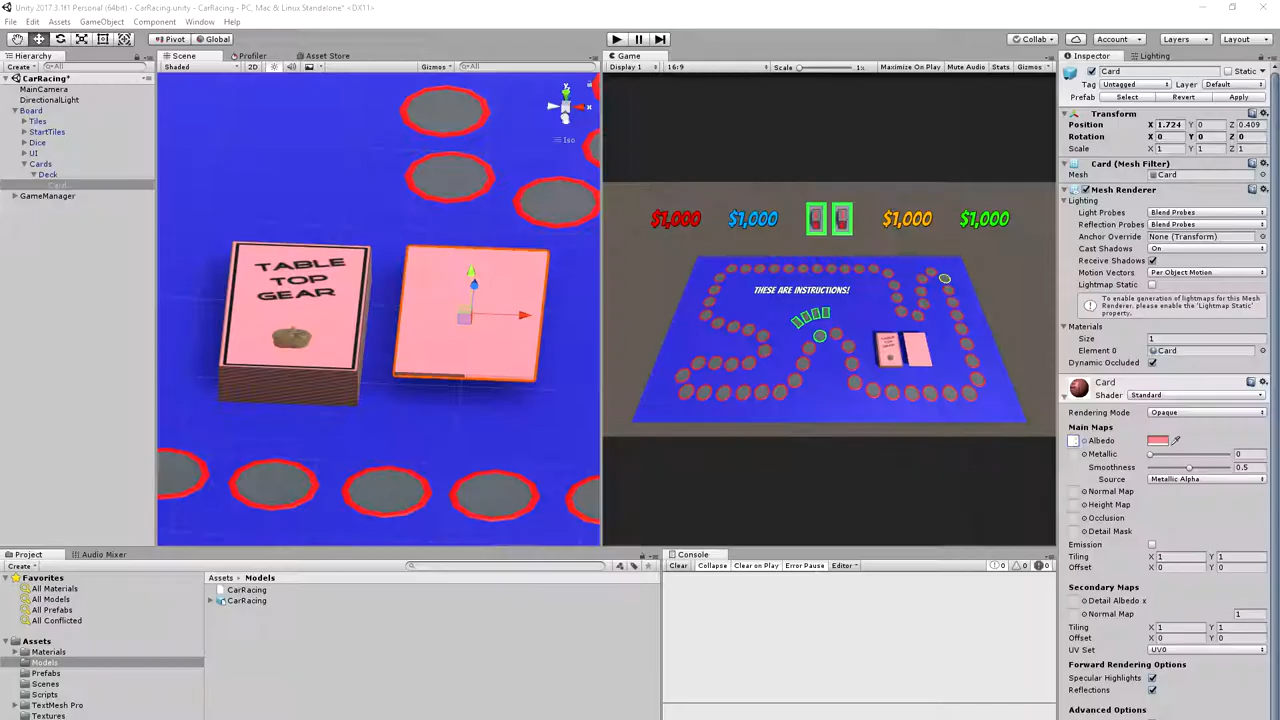 Unity 2017.3.1f1 Personal (64bit) - CarRacing.unity - CarRacing - PC, Mac & Linux Standalone* <DX11>
File Edit Assets GameObject Component Window Help
Pivot Global Collab Account Layers Layout
Hierarchy Scene Profiler Asset Store Game Inspector Lighting
Create All Shaded 2D Gizmos All Display 1 16:9 Scale 1x Maximize On Play Mute Audio Stats Gizmos
CarRacing*
MainCamera
DirectionalLight
Board
Tiles
StartTiles
Dice
UI
Cards
Deck
Card
GameManager
y
x
Iso
TABLE
TOP
GEAR
$1,000 $1,000 $1,000 $1,000
THESE ARE INSTRUCTIONS!
TABLE
TOP
GEAR
Card Static
Tag Untagged Layer Default
Prefab Select Revert Apply
Transform
Position X 1.724 Y 0 Z 0.409
Rotation X 0 Y 0 Z 0
Scale X 1 Y 1 Z 1
Card (Mesh Filter)
Mesh Card
Mesh Renderer
Lighting
Light Probes Blend Probes
Reflection Probes Blend Probes
Anchor Override None (Transform)
Cast Shadows On
Receive Shadows
Motion Vectors Per Object Motion
Lightmap Static
To enable generation of lightmaps for this Mesh
Renderer, please enable the 'Lightmap Static'
property.
Materials
Size 1
Element 0 Card
Dynamic Occluded
Card
Shader Standard
Rendering Mode Opaque
Main Maps
Albedo
Metallic 0
Smoothness 0.5
Source Metallic Alpha
Normal Map
Height Map
Occlusion
Detail Mask
Emission
Tiling X 1 Y 1
Offset X 0 Y 0
Secondary Maps
Detail Albedo x
Normal Map 1
Tiling X 1 Y 1
Offset X 0 Y 0
UV Set UV0
Forward Rendering Options
Specular Highlights
Reflections
Advanced Options
Project Audio Mixer
Create
Favorites
All Materials
All Models
All Prefabs
All Conflicted
Assets
Materials
Models
Prefabs
Scenes
Scripts
TextMesh Pro
Textures
Assets Models
CarRacing
CarRacing
Console
Clear Collapse Clear on Play Error Pause Editor 0 0 0